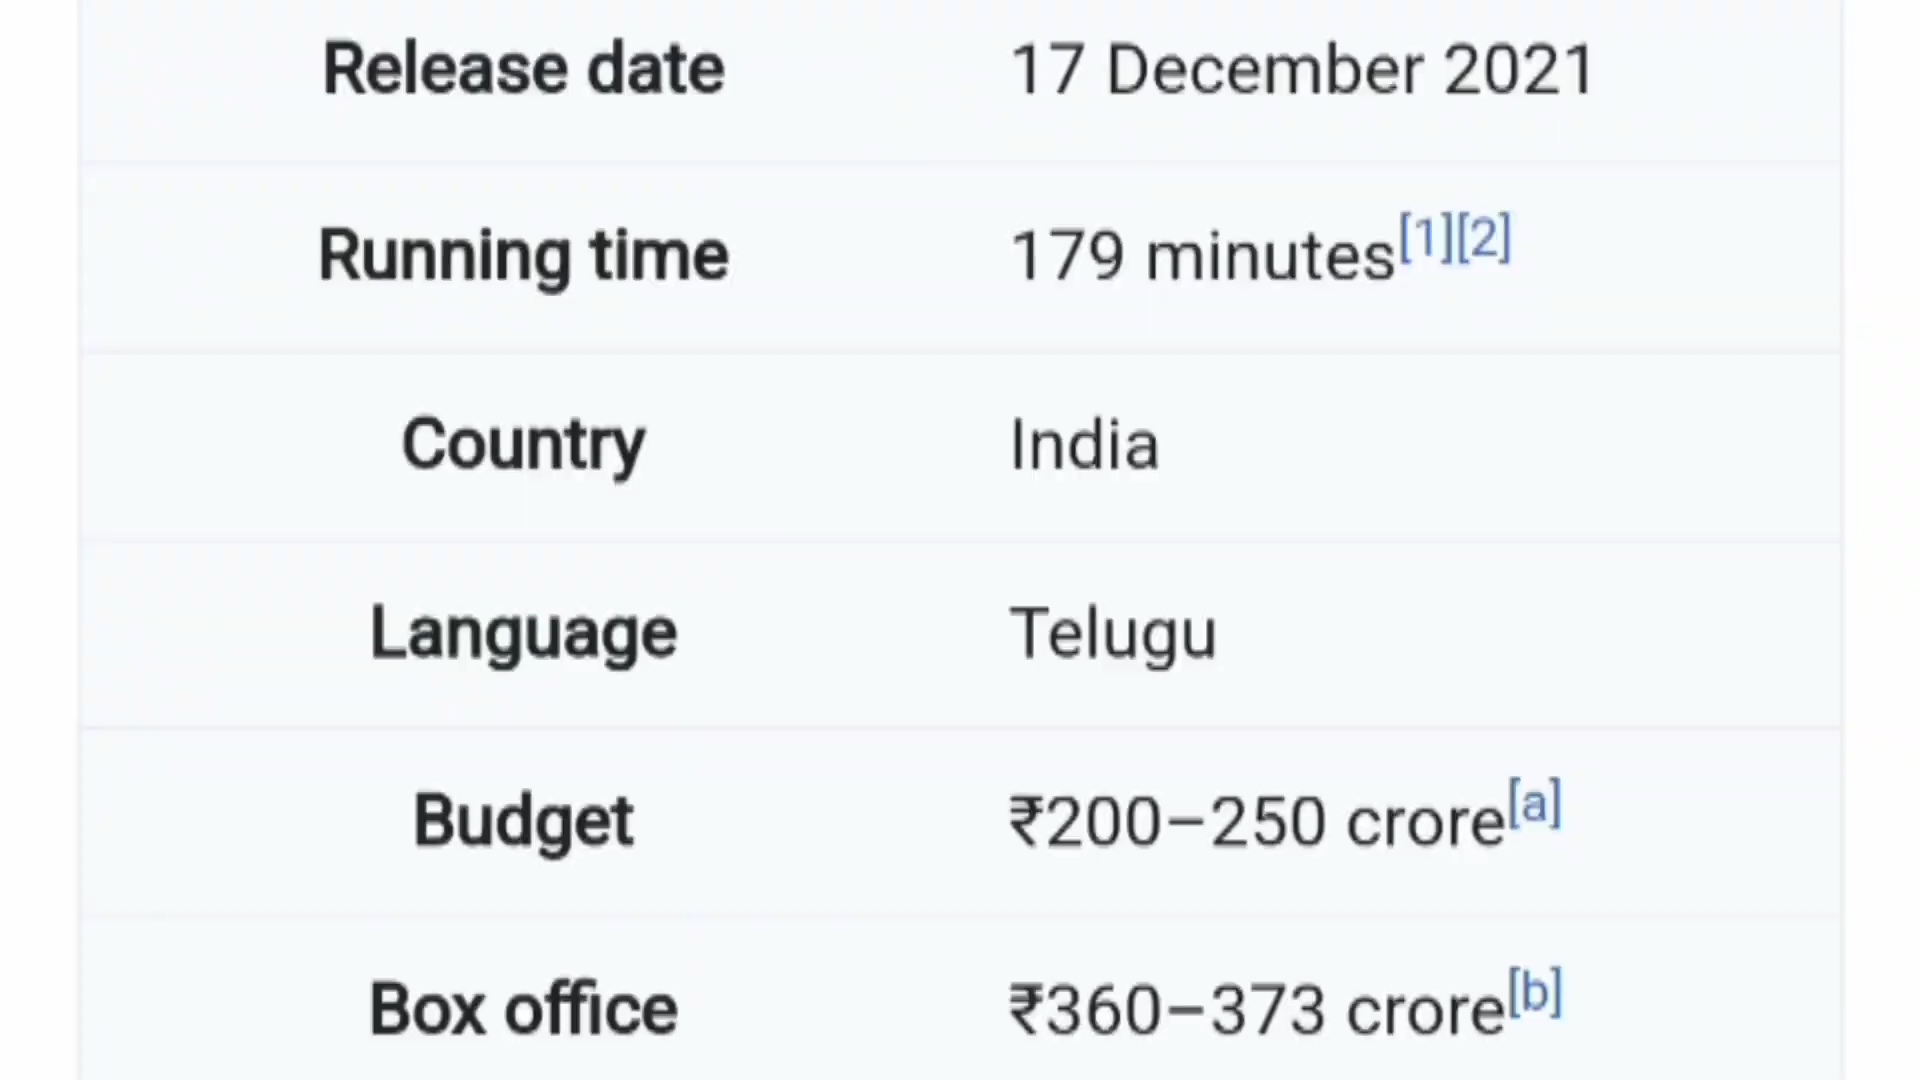 Release date 17 December 2021
Running time 179 minutes[1][2]
Country India
Language Telugu
Budget ₹200–250 crore[a]
Box office ₹360–373 crore[b]